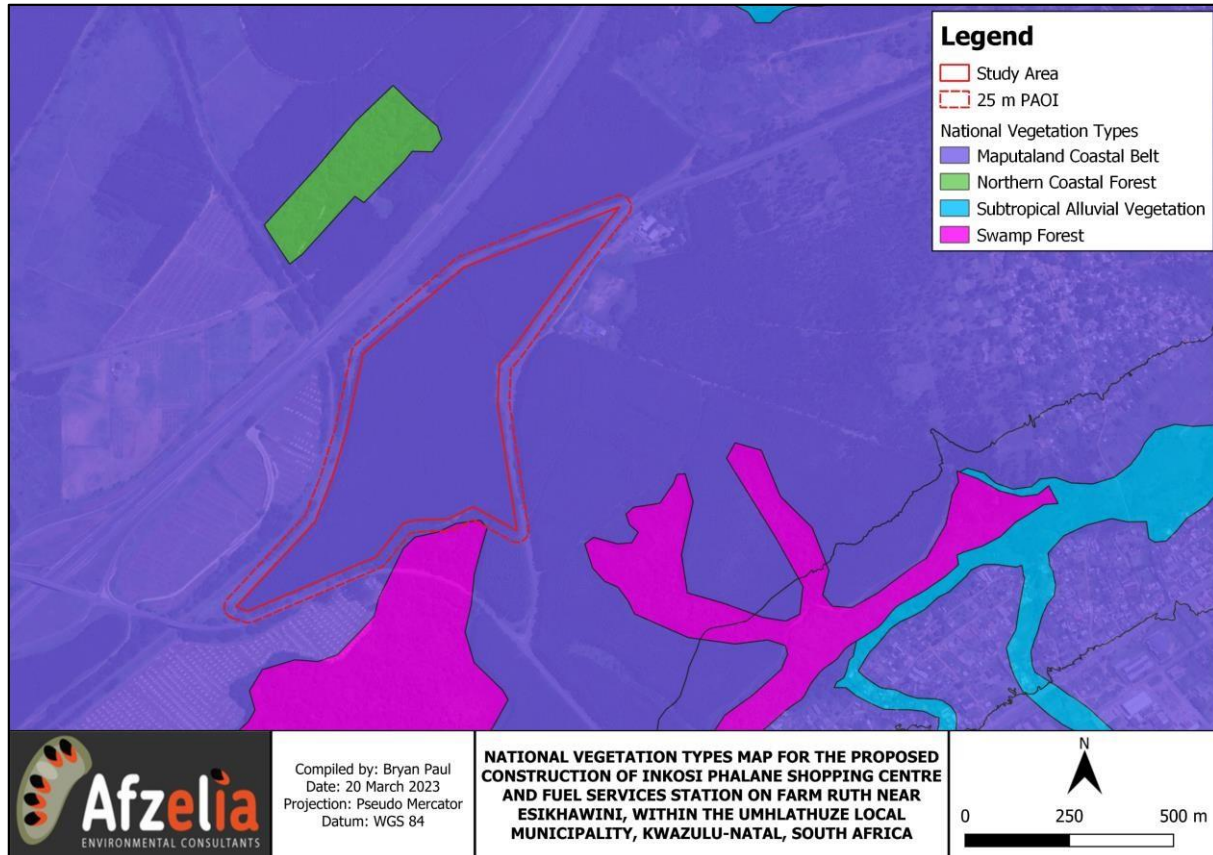 Legend
Study Area
25 m PAOI
National Vegetation Types
Maputaland Coastal Belt
Northern Coastal Forest
Subtropical Alluvial Vegetation
Swamp Forest
Afzelia
ENVIRONMENTAL CONSULTANTS
Compiled by: Bryan Paul
Date: 20 March 2023
Projection: Pseudo Mercator
Datum: WGS 84
NATIONAL VEGETATION TYPES MAP FOR THE PROPOSED
CONSTRUCTION OF INKOSI PHALANE SHOPPING CENTRE
AND FUEL SERVICES STATION ON FARM RUTH NEAR
ESIKHAWINI, WITHIN THE UMHLATHUZE LOCAL
MUNICIPALITY, KWAZULU-NATAL, SOUTH AFRICA
N
0 250 500 m